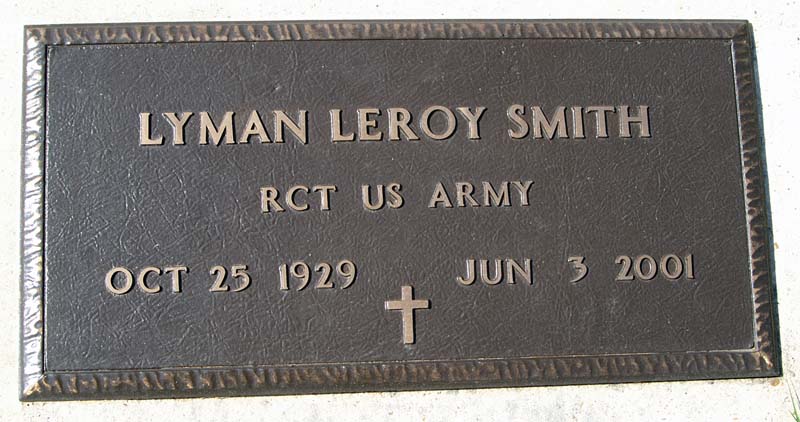 LYMAN LEROY SMITH
RCT US ARMY
OCT 25 1929 JUN 3 2001